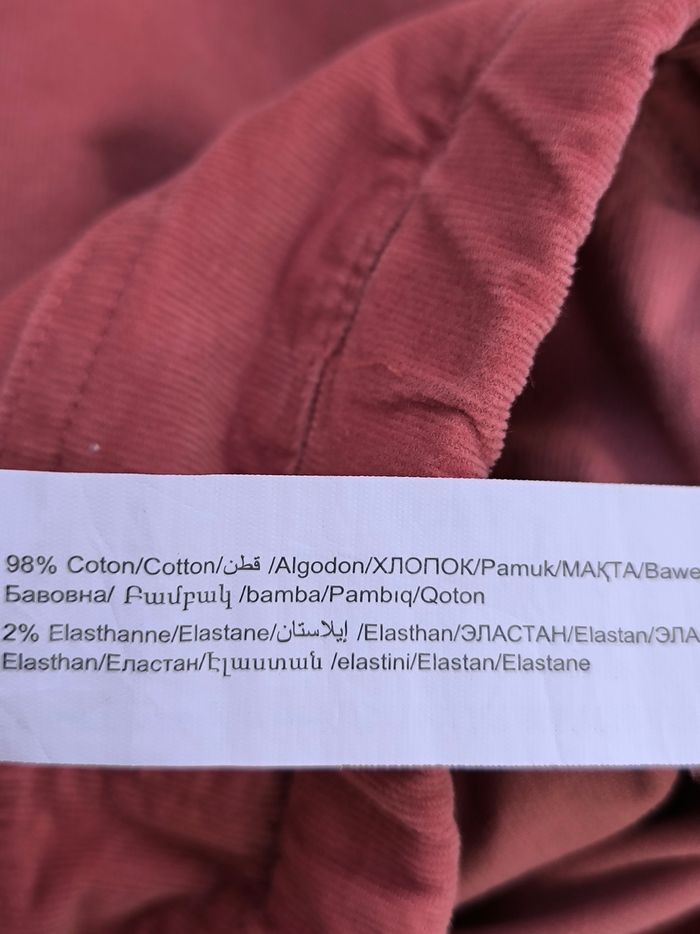 98% Coton/Cotton/قطن /Algodon/ХЛОПОК/Pamuk/МАҚТА/Bawe
Бавовна/ Բամբակ /bamba/Pambıq/Qoton
2% Elasthanne/Elastane/إيلاستان /Elasthan/ЭЛАСТАН/Elastan/ЭЛА
Elasthan/Еластан/էլաստան /elastini/Elastan/Elastane